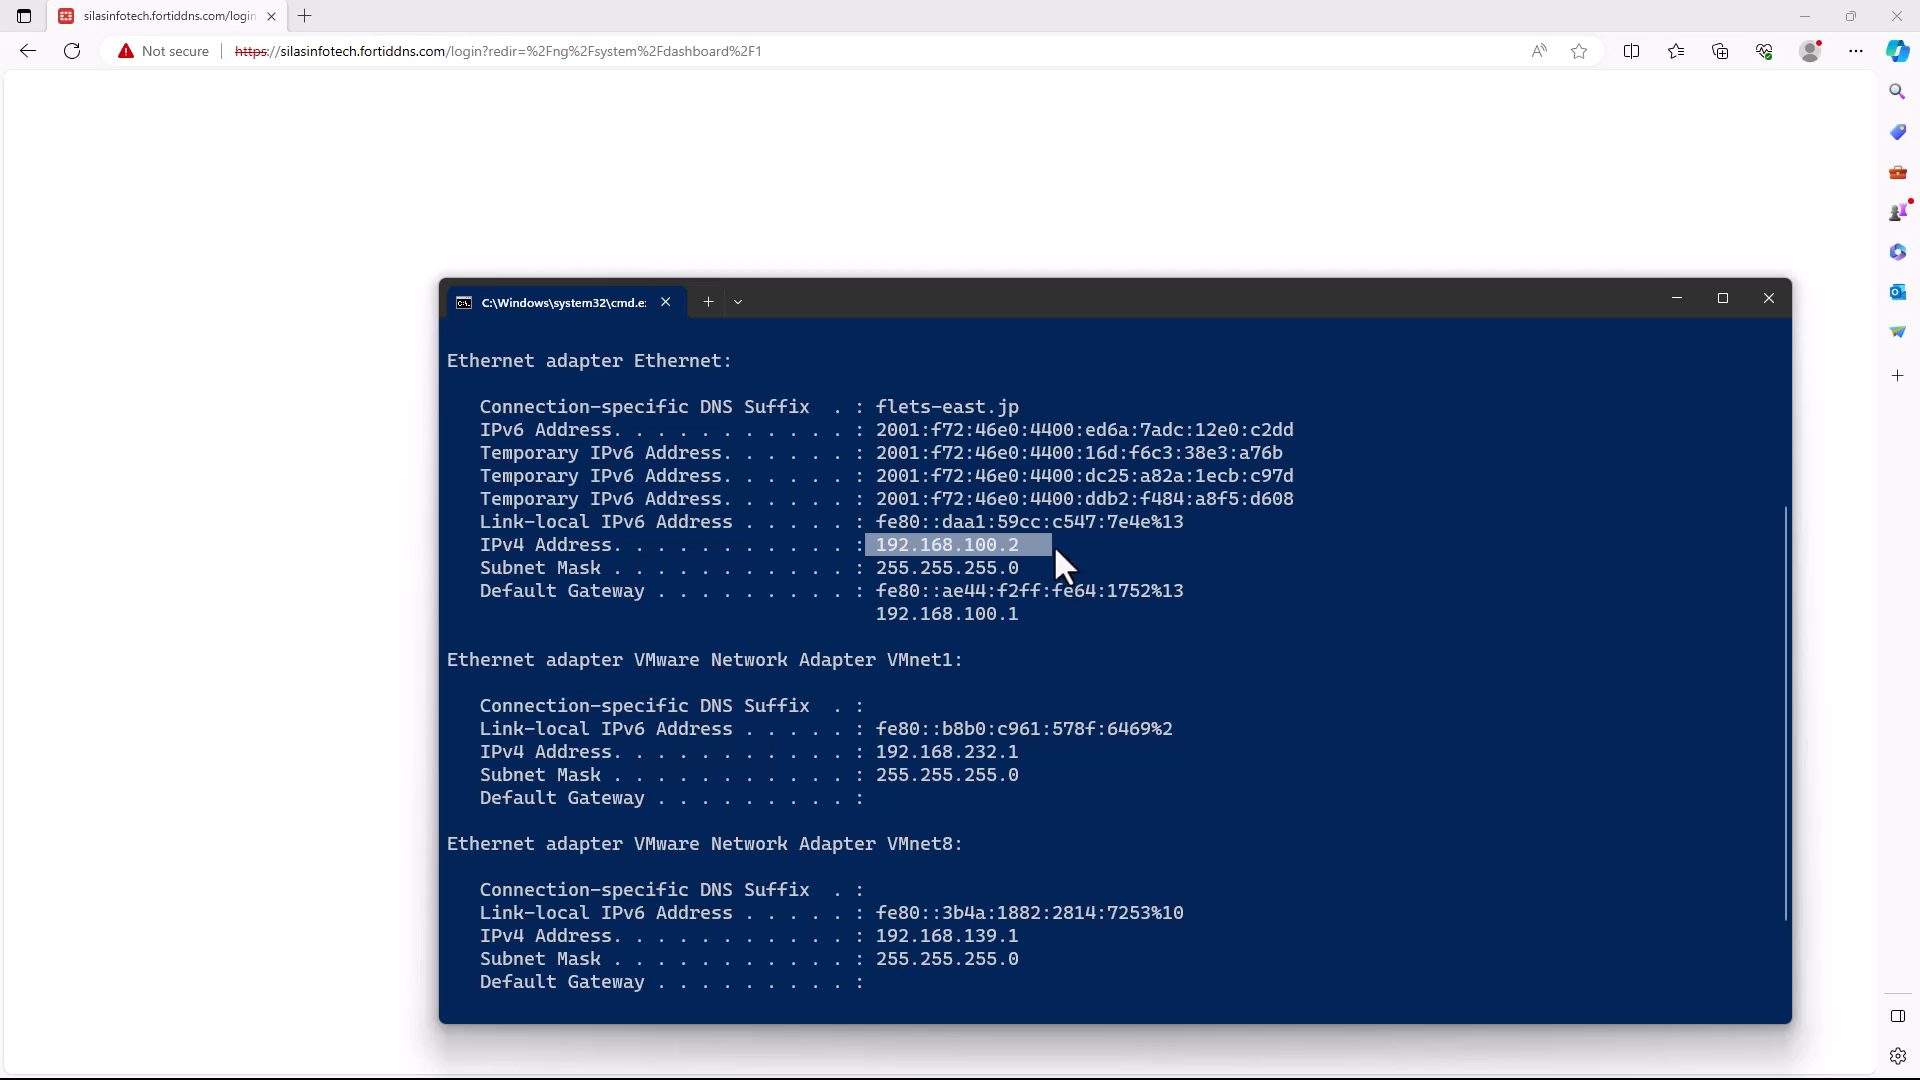 silasinfotech.fortiddns.com/login
Not secure
https://silasinfotech.fortiddns.com/login?redir=%2Fng%2Fsystem%2Fdashboard%2F1
C:\Windows\system32\cmd.e:
Ethernet adapter Ethernet:
Connection-specific DNS Suffix . : flets-east.jp
IPv6 Address. . . . . . . . . . . : 2001:f72:46e0:4400:ed6a:7adc:12e0:c2dd
Temporary IPv6 Address. . . . . . : 2001:f72:46e0:4400:16d:f6c3:38e3:a76b
Temporary IPv6 Address. . . . . . : 2001:f72:46e0:4400:dc25:a82a:1ecb:c97d
Temporary IPv6 Address. . . . . . : 2001:f72:46e0:4400:ddb2:f484:a8f5:d608
Link-local IPv6 Address . . . . . : fe80::daa1:59cc:c547:7e4e%13
IPv4 Address. . . . . . . . . . . : 192.168.100.2
Subnet Mask . . . . . . . . . . . : 255.255.255.0
Default Gateway . . . . . . . . . : fe80::ae44:f2ff:fe64:1752%13
192.168.100.1
Ethernet adapter VMware Network Adapter VMnet1:
Connection-specific DNS Suffix . :
Link-local IPv6 Address . . . . . : fe80::b8b0:c961:578f:6469%2
IPv4 Address. . . . . . . . . . . : 192.168.232.1
Subnet Mask . . . . . . . . . . . : 255.255.255.0
Default Gateway . . . . . . . . . :
Ethernet adapter VMware Network Adapter VMnet8:
Connection-specific DNS Suffix . :
Link-local IPv6 Address . . . . . : fe80::3b4a:1882:2814:7253%10
IPv4 Address. . . . . . . . . . . : 192.168.139.1
Subnet Mask . . . . . . . . . . . : 255.255.255.0
Default Gateway . . . . . . . . . :